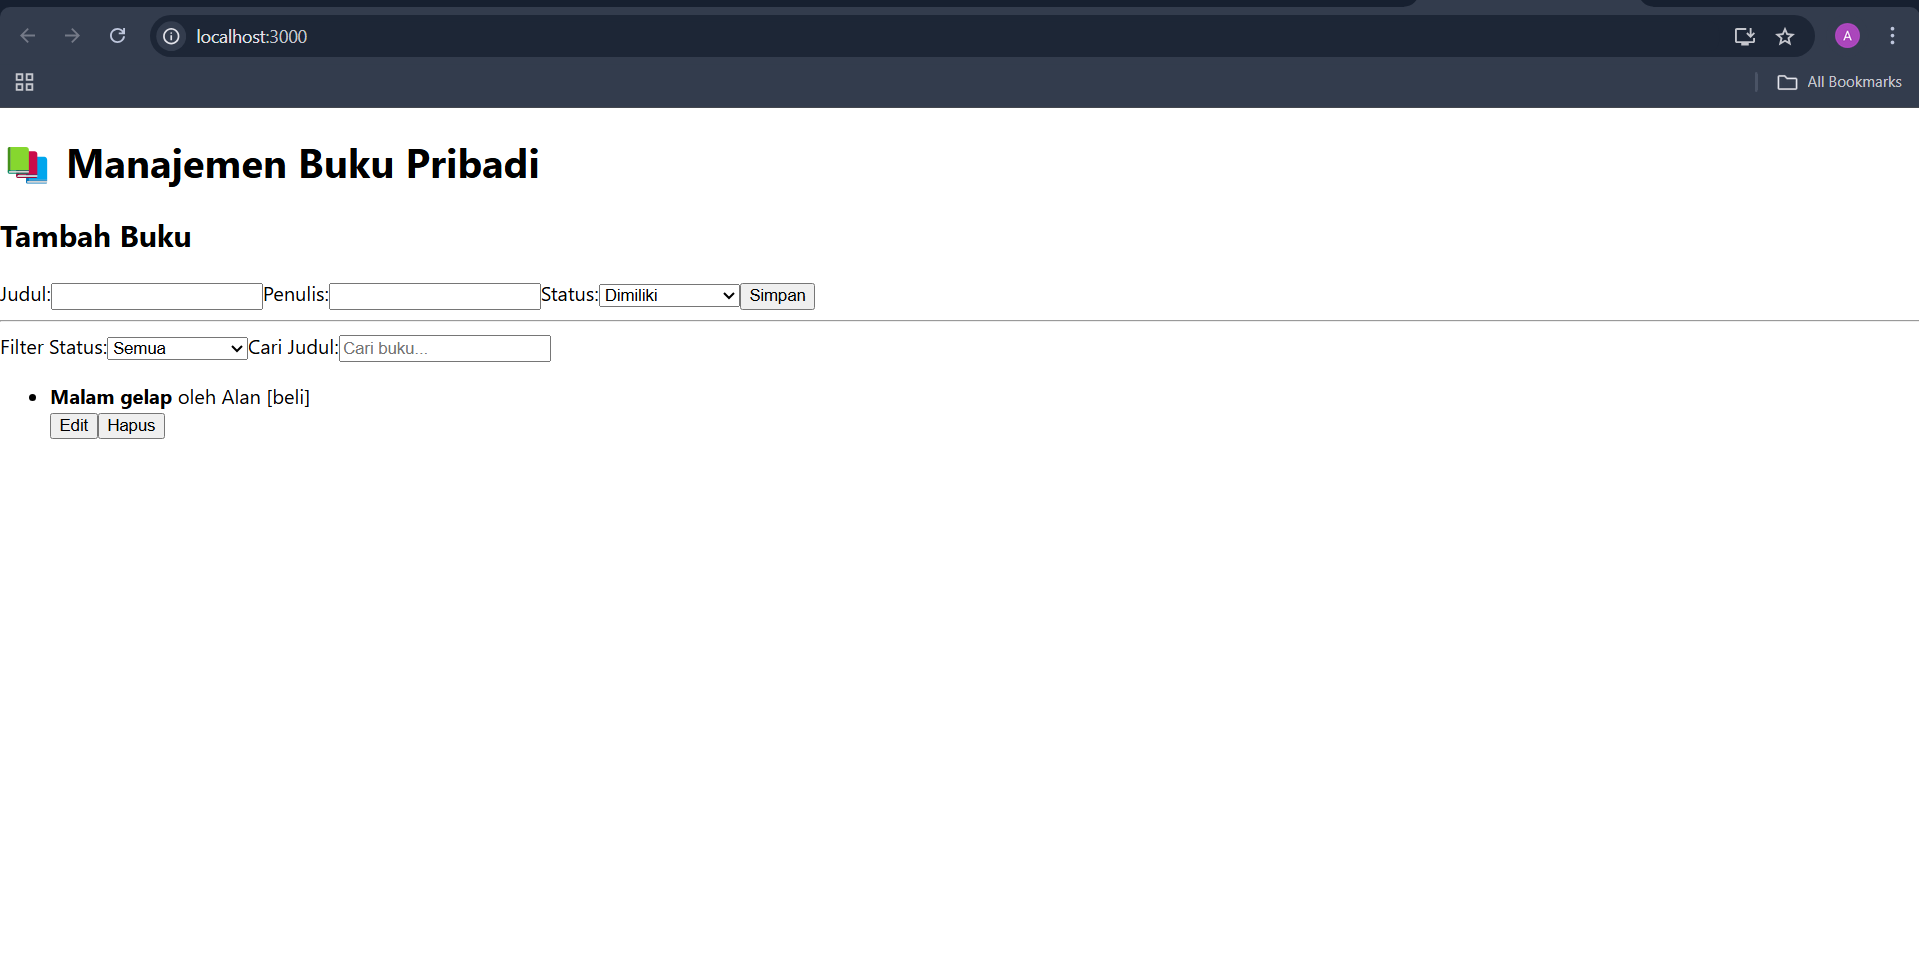 localhost:3000
A
All Bookmarks
Manajemen Buku Pribadi
Tambah Buku
Judul: Penulis: Status: Dimiliki Simpan
Filter Status: Semua Cari Judul: Cari buku...
Malam gelap oleh Alan [beli]
Edit Hapus